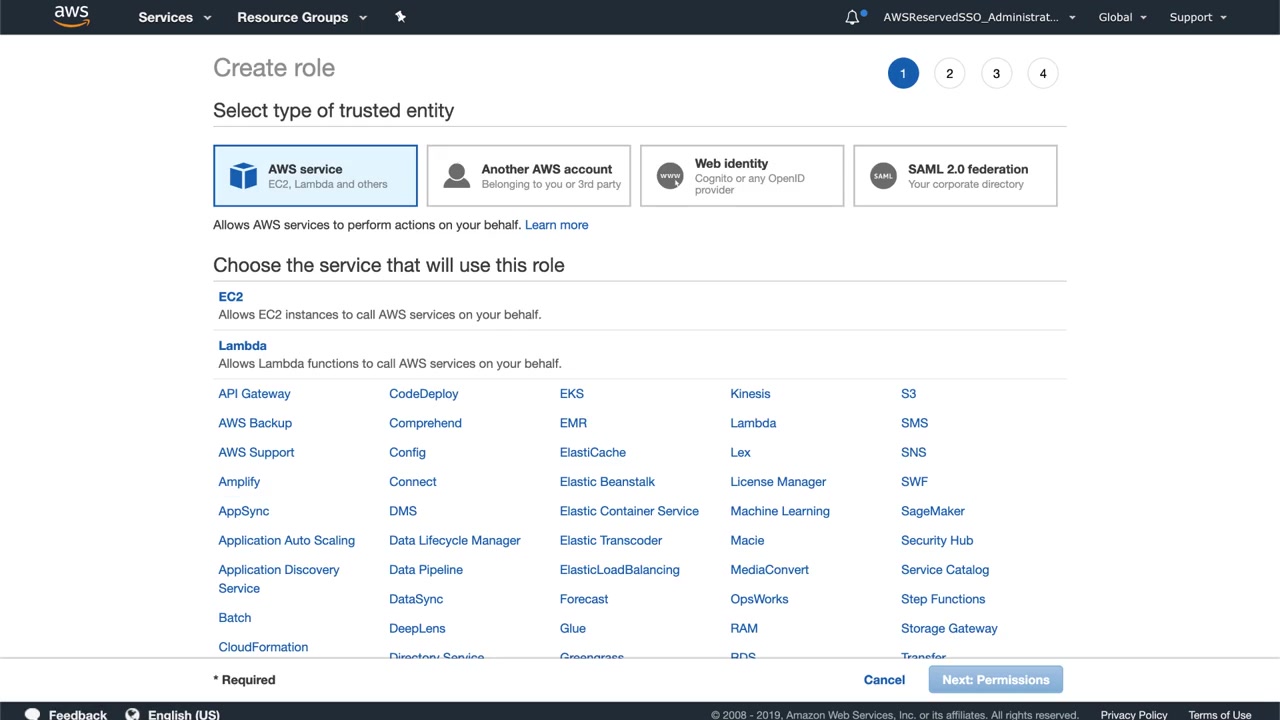 aws
Services
Resource Groups
AWSReservedSSO_Administrat...
Global
Support
Create role
1
2
3
4
Select type of trusted entity
AWS service
EC2, Lambda and others
Another AWS account
Belonging to you or 3rd party
www
Web identity
Cognito or any OpenID
provider
SAML
SAML 2.0 federation
Your corporate directory
Allows AWS services to perform actions on your behalf. Learn more
Choose the service that will use this role
EC2
Allows EC2 instances to call AWS services on your behalf.
Lambda
Allows Lambda functions to call AWS services on your behalf.
API Gateway
AWS Backup
AWS Support
Amplify
AppSync
Application Auto Scaling
Application Discovery
Service
Batch
CloudFormation
CodeDeploy
Comprehend
Config
Connect
DMS
Data Lifecycle Manager
Data Pipeline
DataSync
DeepLens
Directory Service
EKS
EMR
ElastiCache
Elastic Beanstalk
Elastic Container Service
Elastic Transcoder
ElasticLoadBalancing
Forecast
Glue
Greengrass
Kinesis
Lambda
Lex
License Manager
Machine Learning
Macie
MediaConvert
OpsWorks
RAM
RDS
S3
SMS
SNS
SWF
SageMaker
Security Hub
Service Catalog
Step Functions
Storage Gateway
Transfer
* Required
Cancel
Next: Permissions
Feedback
English (US)
© 2008 - 2019, Amazon Web Services, Inc. or its affiliates. All rights reserved.
Privacy Policy
Terms of Use